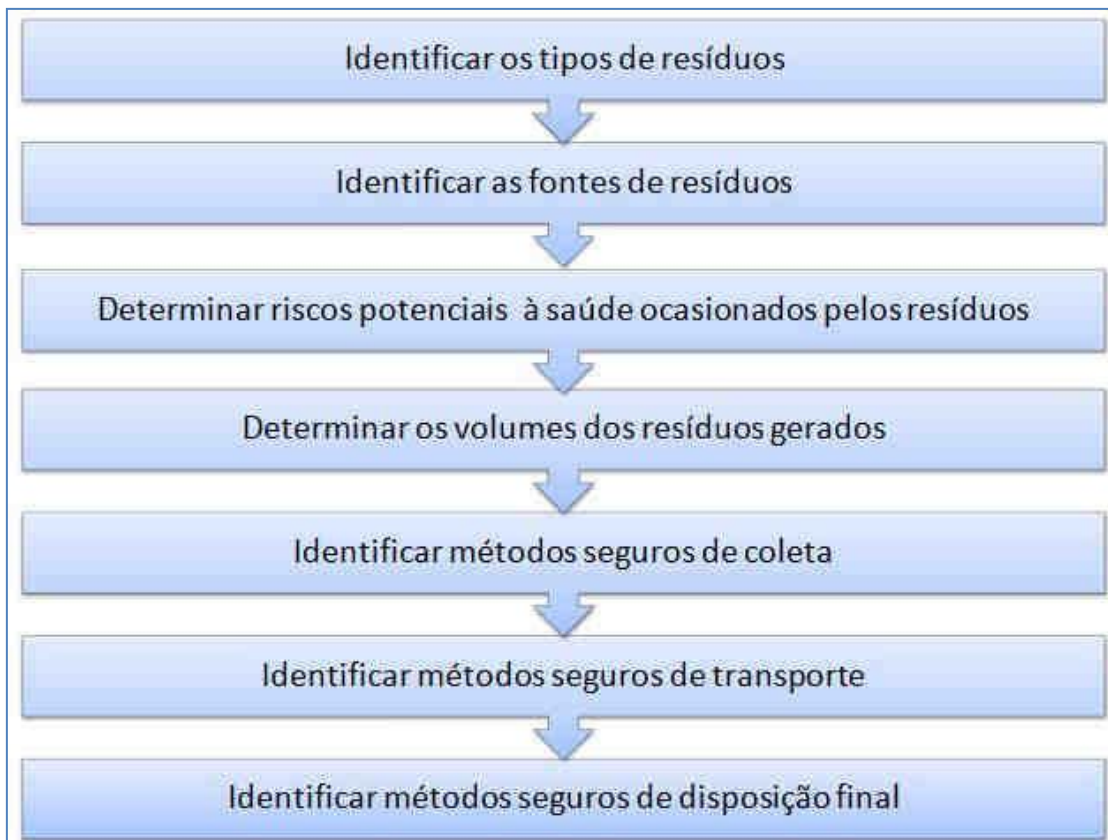 Identificar os tipos de resíduos
Identificar as fontes de resíduos
Determinar riscos potenciais à saúde ocasionados pelos resíduos
Determinar os volumes dos resíduos gerados
Identificar métodos seguros de coleta
Identificar métodos seguros de transporte
Identificar métodos seguros de disposição final